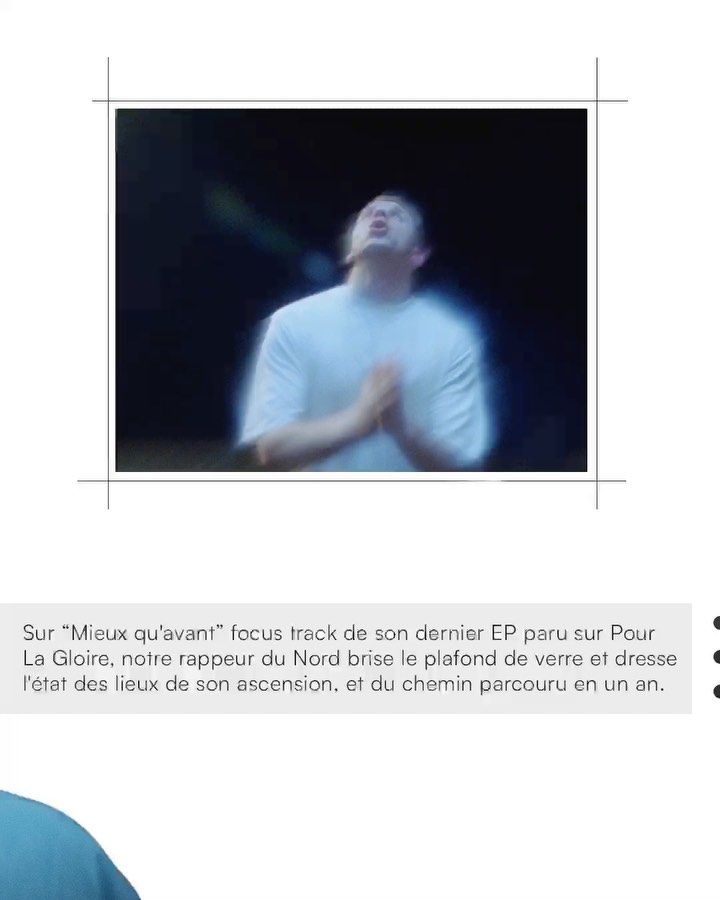 Sur “Mieux qu'avant” focus track de son dernier EP paru sur Pour
La Gloire, notre rappeur du Nord brise le plafond de verre et dresse
l'état des lieux de son ascension, et du chemin parcouru en un an.